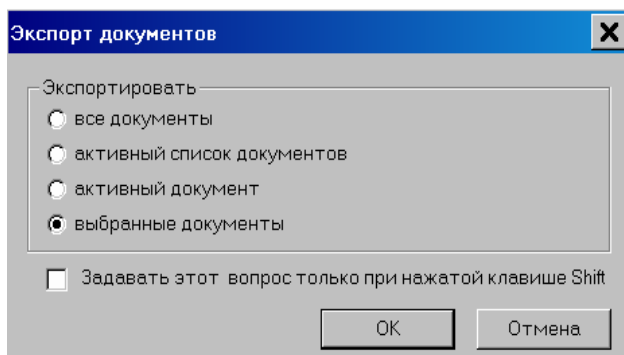 Экспорт документов
Экспортировать
все документы
активный список документов
активный документ
выбранные документы
Задавать этот вопрос только при нажатой клавише Shift
OK
Отмена